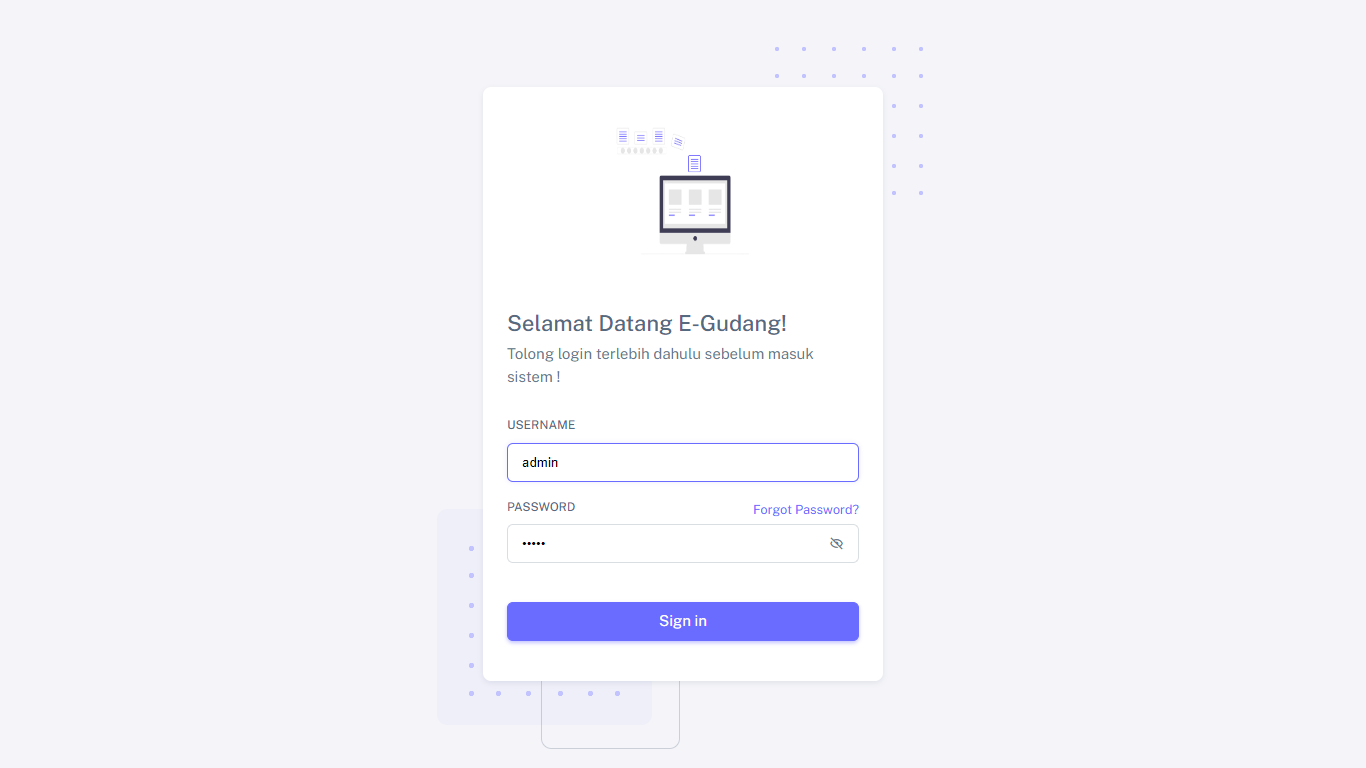 Selamat Datang E-Gudang!
Tolong login terlebih dahulu sebelum masuk
sistem !
USERNAME
admin
PASSWORD
Forgot Password?
•••••
Sign in